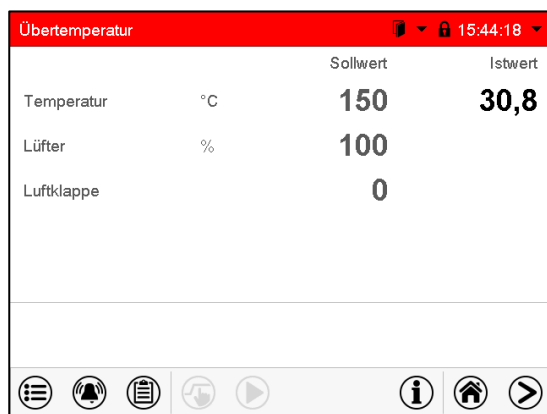 Übertemperatur 15:44:18
Sollwert Istwert
Temperatur °C 150 30,8
Lüfter % 100
Luftklappe 0